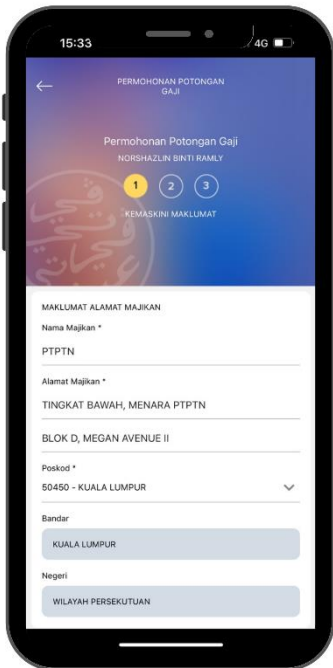 15:33
4G
PERMOHONAN POTONGAN
GAJI
Permohonan Potongan Gaji
NORSHAZLIN BINTI RAMLY
1 2 3
KEMASKINI MAKLUMAT
MAKLUMAT ALAMAT MAJIKAN
Nama Majikan *
PTPTN
Alamat Majikan *
TINGKAT BAWAH, MENARA PTPTN
BLOK D, MEGAN AVENUE II
Poskod *
50450 - KUALA LUMPUR
Bandar
KUALA LUMPUR
Negeri
WILAYAH PERSEKUTUAN